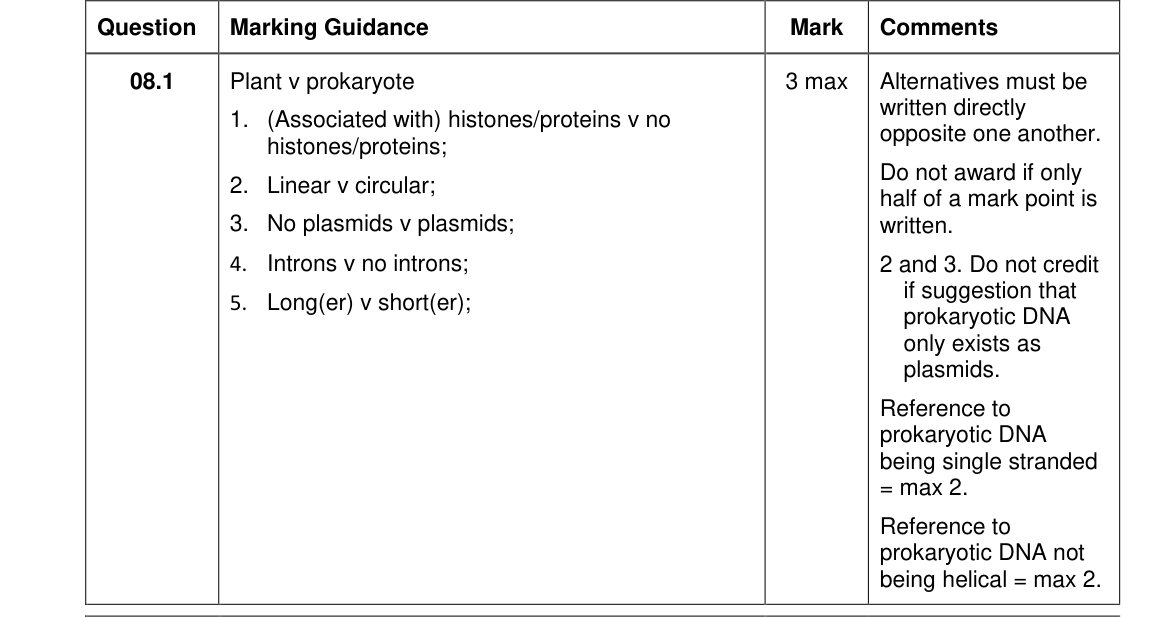 Question Marking Guidance Mark Comments
08.1 Plant v prokaryote 3 max
1. (Associated with) histones/proteins v no
histones/proteins;
2. Linear v circular;
3. No plasmids v plasmids;
4. Introns v no introns;
5. Long(er) v short(er);
Alternatives must be
written directly
opposite one another.
Do not award if only
half of a mark point is
written.
2 and 3. Do not credit
if suggestion that
prokaryotic DNA
only exists as
plasmids.
Reference to
prokaryotic DNA
being single stranded
= max 2.
Reference to
prokaryotic DNA not
being helical = max 2.